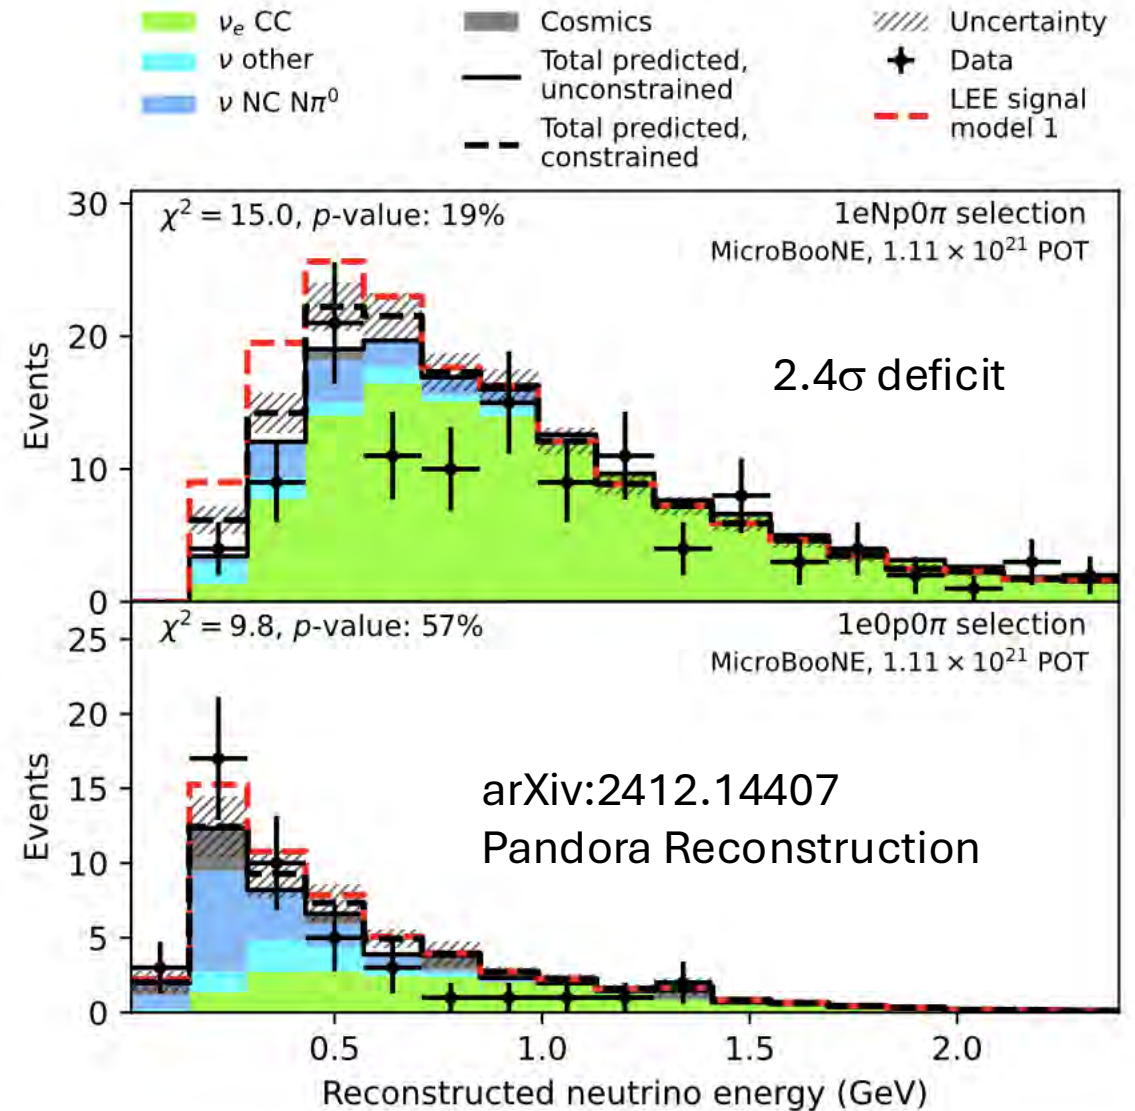 νe CC
ν other
ν NC Nπ⁰
Cosmics
Total predicted,
unconstrained
Total predicted,
constrained
Uncertainty
Data
LEE signal
model 1
χ² = 15.0, p-value: 19%
1eNp0π selection
MicroBooNE, 1.11 × 10²¹ POT
2.4σ deficit
Events
30
20
10
0
χ² = 9.8, p-value: 57%
1e0p0π selection
MicroBooNE, 1.11 × 10²¹ POT
arXiv:2412.14407
Pandora Reconstruction
Events
25
20
15
10
5
0
0.5 1.0 1.5 2.0
Reconstructed neutrino energy (GeV)